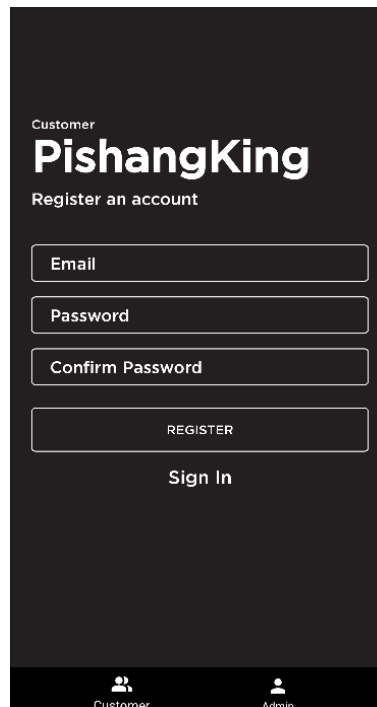 Customer
PishangKing
Register an account
Email
Password
Confirm Password
REGISTER
Sign In
Customer
Admin